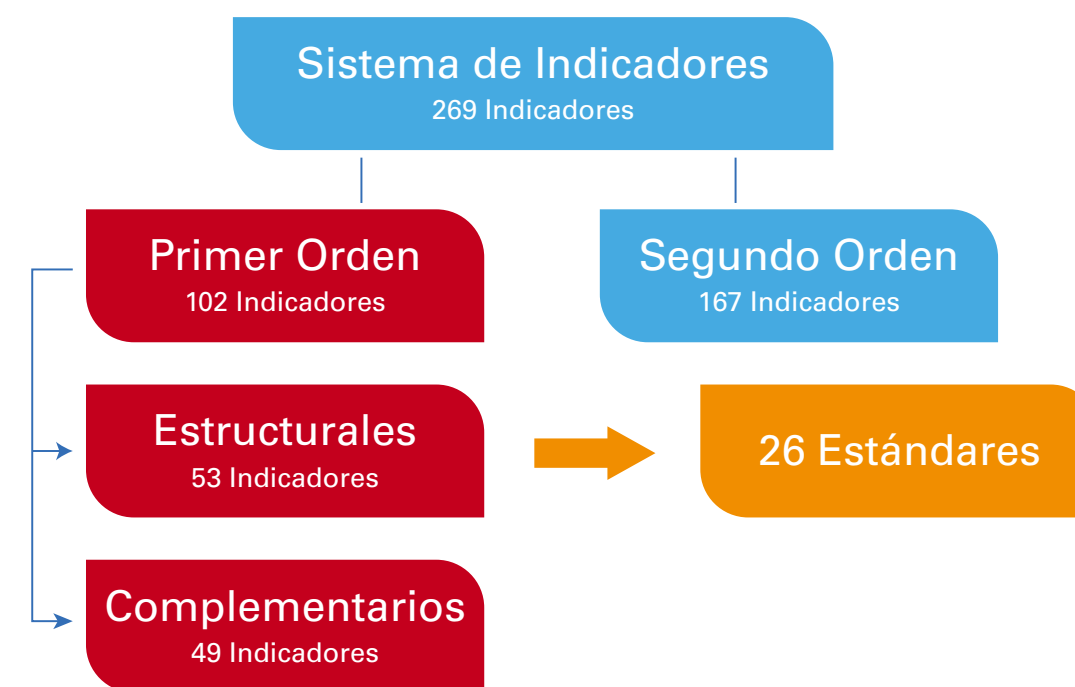 Sistema de Indicadores
269 Indicadores
Primer Orden
102 Indicadores
Segundo Orden
167 Indicadores
Estructurales
53 Indicadores
26 Estándares
Complementarios
49 Indicadores